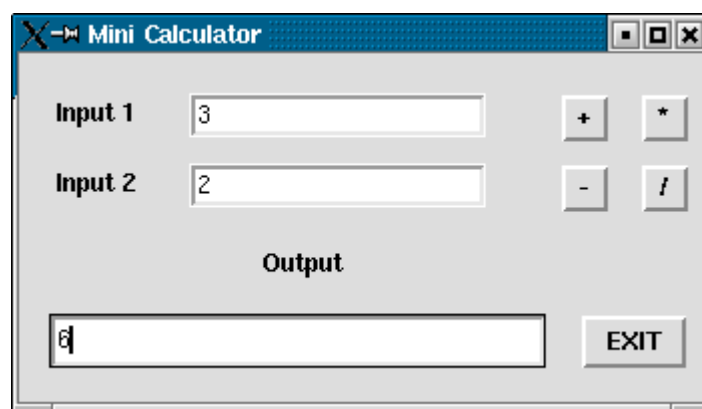 Mini Calculator
Input 1 3 + *
Input 2 2 - /
Output
6 EXIT